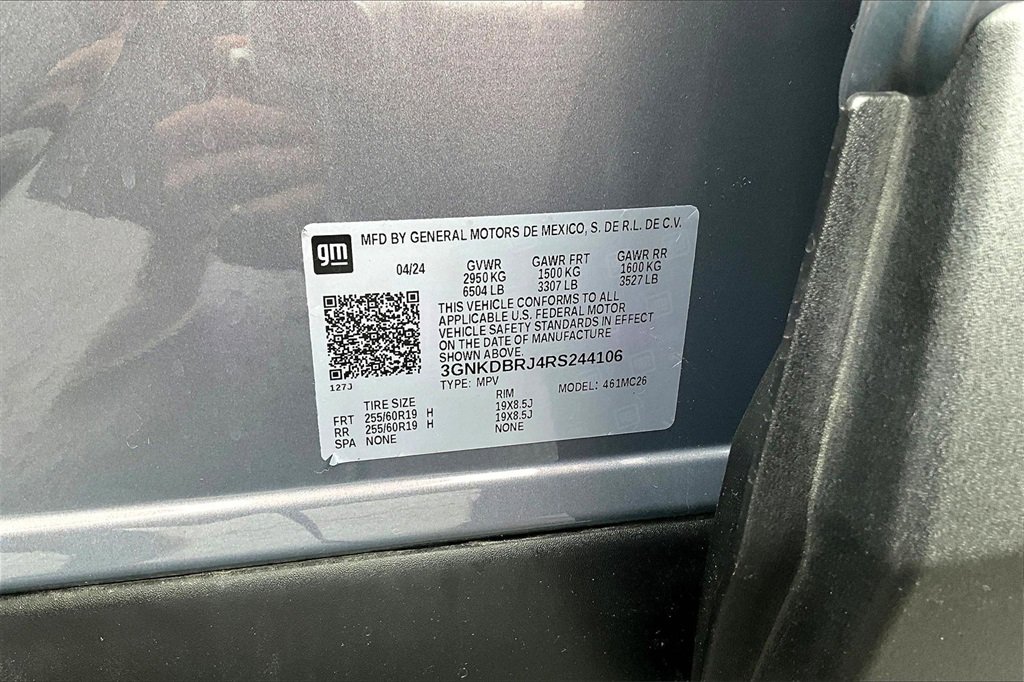 gm
MFD BY GENERAL MOTORS DE MEXICO, S. DE R.L. DE C.V.
04/24 GVWR GAWR FRT GAWR RR
2950 KG 1500 KG 1600 KG
6504 LB 3307 LB 3527 LB
THIS VEHICLE CONFORMS TO ALL
APPLICABLE U.S. FEDERAL MOTOR
VEHICLE SAFETY STANDARDS IN EFFECT
ON THE DATE OF MANUFACTURE
SHOWN ABOVE.
3GNKDBRJ4RS244106
127J
TYPE: MPV MODEL: 461MC26
TIRE SIZE RIM
FRT 255/60R19 H 19X8.5J
RR 255/60R19 H 19X8.5J
SPA NONE NONE